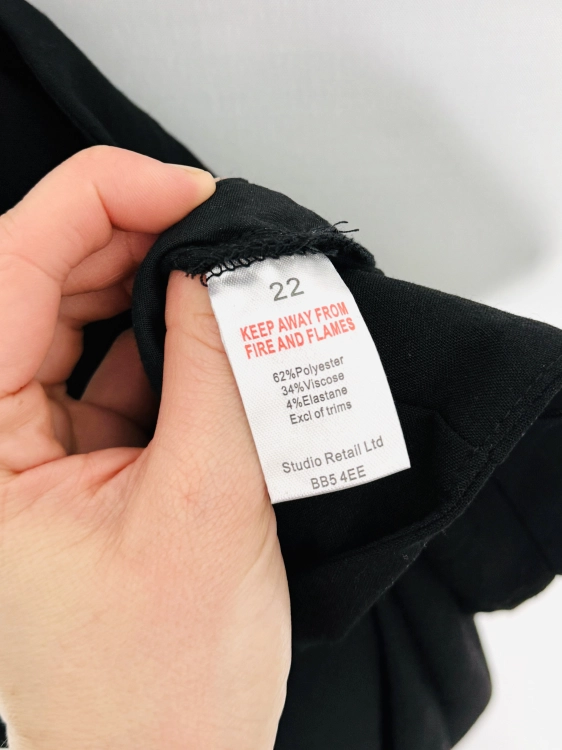 22
KEEP AWAY FROM
FIRE AND FLAMES
62%Polyester
34%Viscose
4%Elastane
Excl of trims
Studio Retail Ltd
BB5 4EE